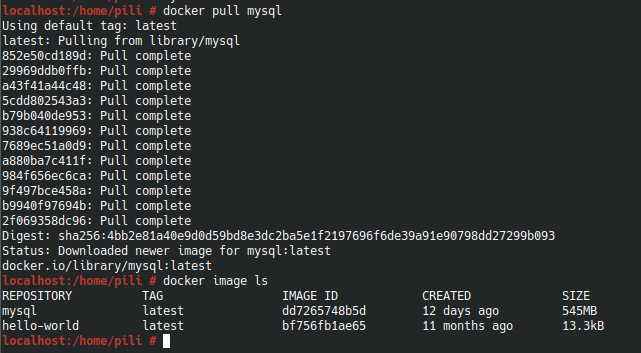 localhost:/home/pili # docker pull mysql
Using default tag: latest
latest: Pulling from library/mysql
852e50cd189d: Pull complete
29969ddb0ffb: Pull complete
a43f41a44c48: Pull complete
5cdd802543a3: Pull complete
b79b040de953: Pull complete
938c64119969: Pull complete
7689ec51a0d9: Pull complete
a880ba7c411f: Pull complete
984f656ec6ca: Pull complete
9f497bce458a: Pull complete
b9940f97694b: Pull complete
2f069358dc96: Pull complete
Digest: sha256:4bb2e81a40e9d0d59bd8e3dc2ba5e1f2197696f6de39a91e90798dd27299b093
Status: Downloaded newer image for mysql:latest
docker.io/library/mysql:latest
localhost:/home/pili # docker image ls
REPOSITORY TAG IMAGE ID CREATED SIZE
mysql latest dd7265748b5d 12 days ago 545MB
hello-world latest bf756fb1ae65 11 months ago 13.3kB
localhost:/home/pili #